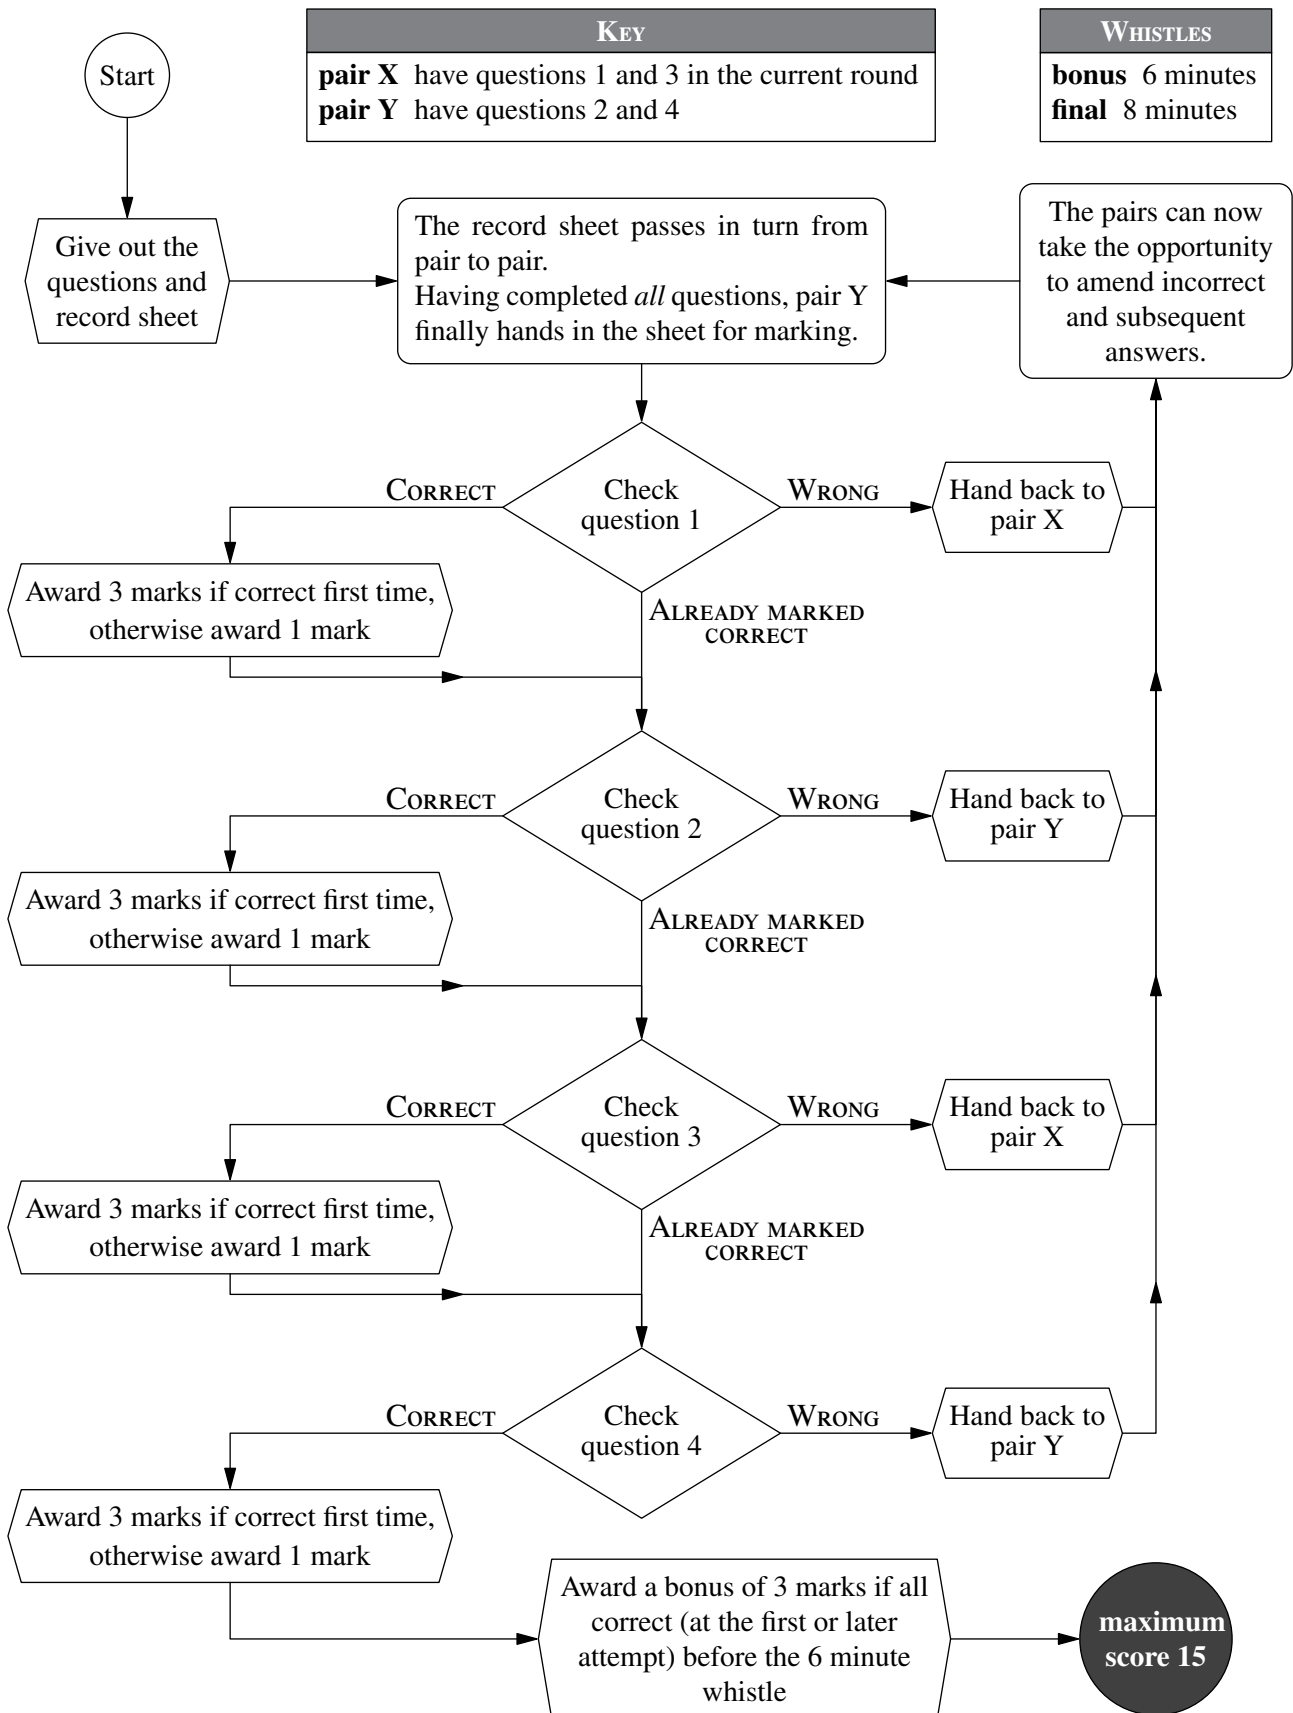 Start
KEY
pair X have questions 1 and 3 in the current round
pair Y have questions 2 and 4
WHISTLES
bonus 6 minutes
final 8 minutes
Give out the
questions and
record sheet
The record sheet passes in turn from
pair to pair.
Having completed all questions, pair Y
finally hands in the sheet for marking.
The pairs can now
take the opportunity
to amend incorrect
and subsequent
answers.
CORRECT
Check
question 1
WRONG
Hand back to
pair X
Award 3 marks if correct first time,
otherwise award 1 mark
ALREADY MARKED
CORRECT
CORRECT
Check
question 2
WRONG
Hand back to
pair Y
Award 3 marks if correct first time,
otherwise award 1 mark
ALREADY MARKED
CORRECT
CORRECT
Check
question 3
WRONG
Hand back to
pair X
Award 3 marks if correct first time,
otherwise award 1 mark
ALREADY MARKED
CORRECT
CORRECT
Check
question 4
WRONG
Hand back to
pair Y
Award 3 marks if correct first time,
otherwise award 1 mark
Award a bonus of 3 marks if all
correct (at the first or later
attempt) before the 6 minute
whistle
maximum
score 15